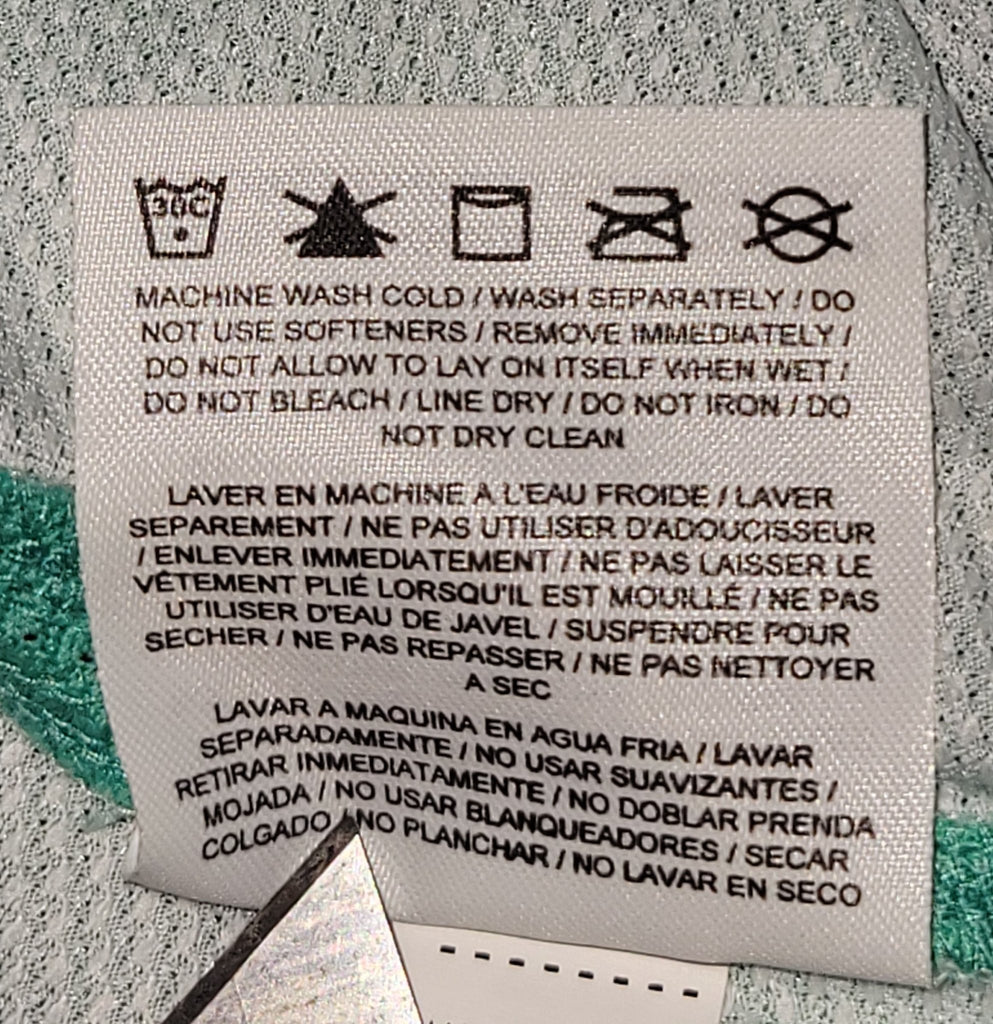 30C
MACHINE WASH COLD / WASH SEPARATELY / DO
NOT USE SOFTENERS / REMOVE IMMEDIATELY /
DO NOT ALLOW TO LAY ON ITSELF WHEN WET /
DO NOT BLEACH / LINE DRY / DO NOT IRON / DO
NOT DRY CLEAN
LAVER EN MACHINE A L'EAU FROIDE / LAVER
SEPAREMENT / NE PAS UTILISER D'ADOUCISSEUR
/ ENLEVER IMMEDIATEMENT / NE PAS LAISSER LE
VÊTEMENT PLIÉ LORSQU'IL EST MOUILLÉ / NE PAS
UTILISER D'EAU DE JAVEL / SUSPENDRE POUR
SECHER / NE PAS REPASSER / NE PAS NETTOYER
A SEC
LAVAR A MAQUINA EN AGUA FRIA / LAVAR
SEPARADAMENTE / NO USAR SUAVIZANTES /
RETIRAR INMEDIATAMENTE / NO DOBLAR PRENDA
MOJADA / NO USAR BLANQUEADORES / SECAR
COLGADO / NO PLANCHAR / NO LAVAR EN SECO